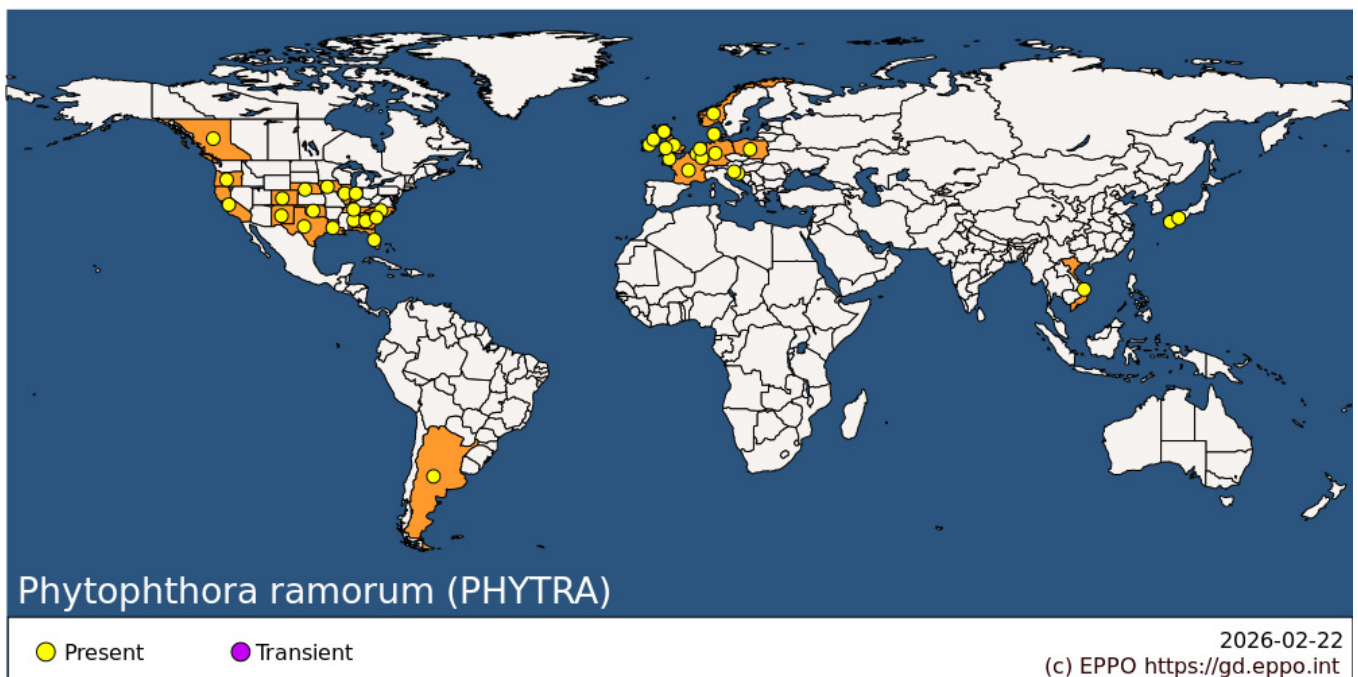 Phytophthora ramorum (PHYTRA)
Present
Transient
2026-02-22
(c) EPPO https://gd.eppo.int